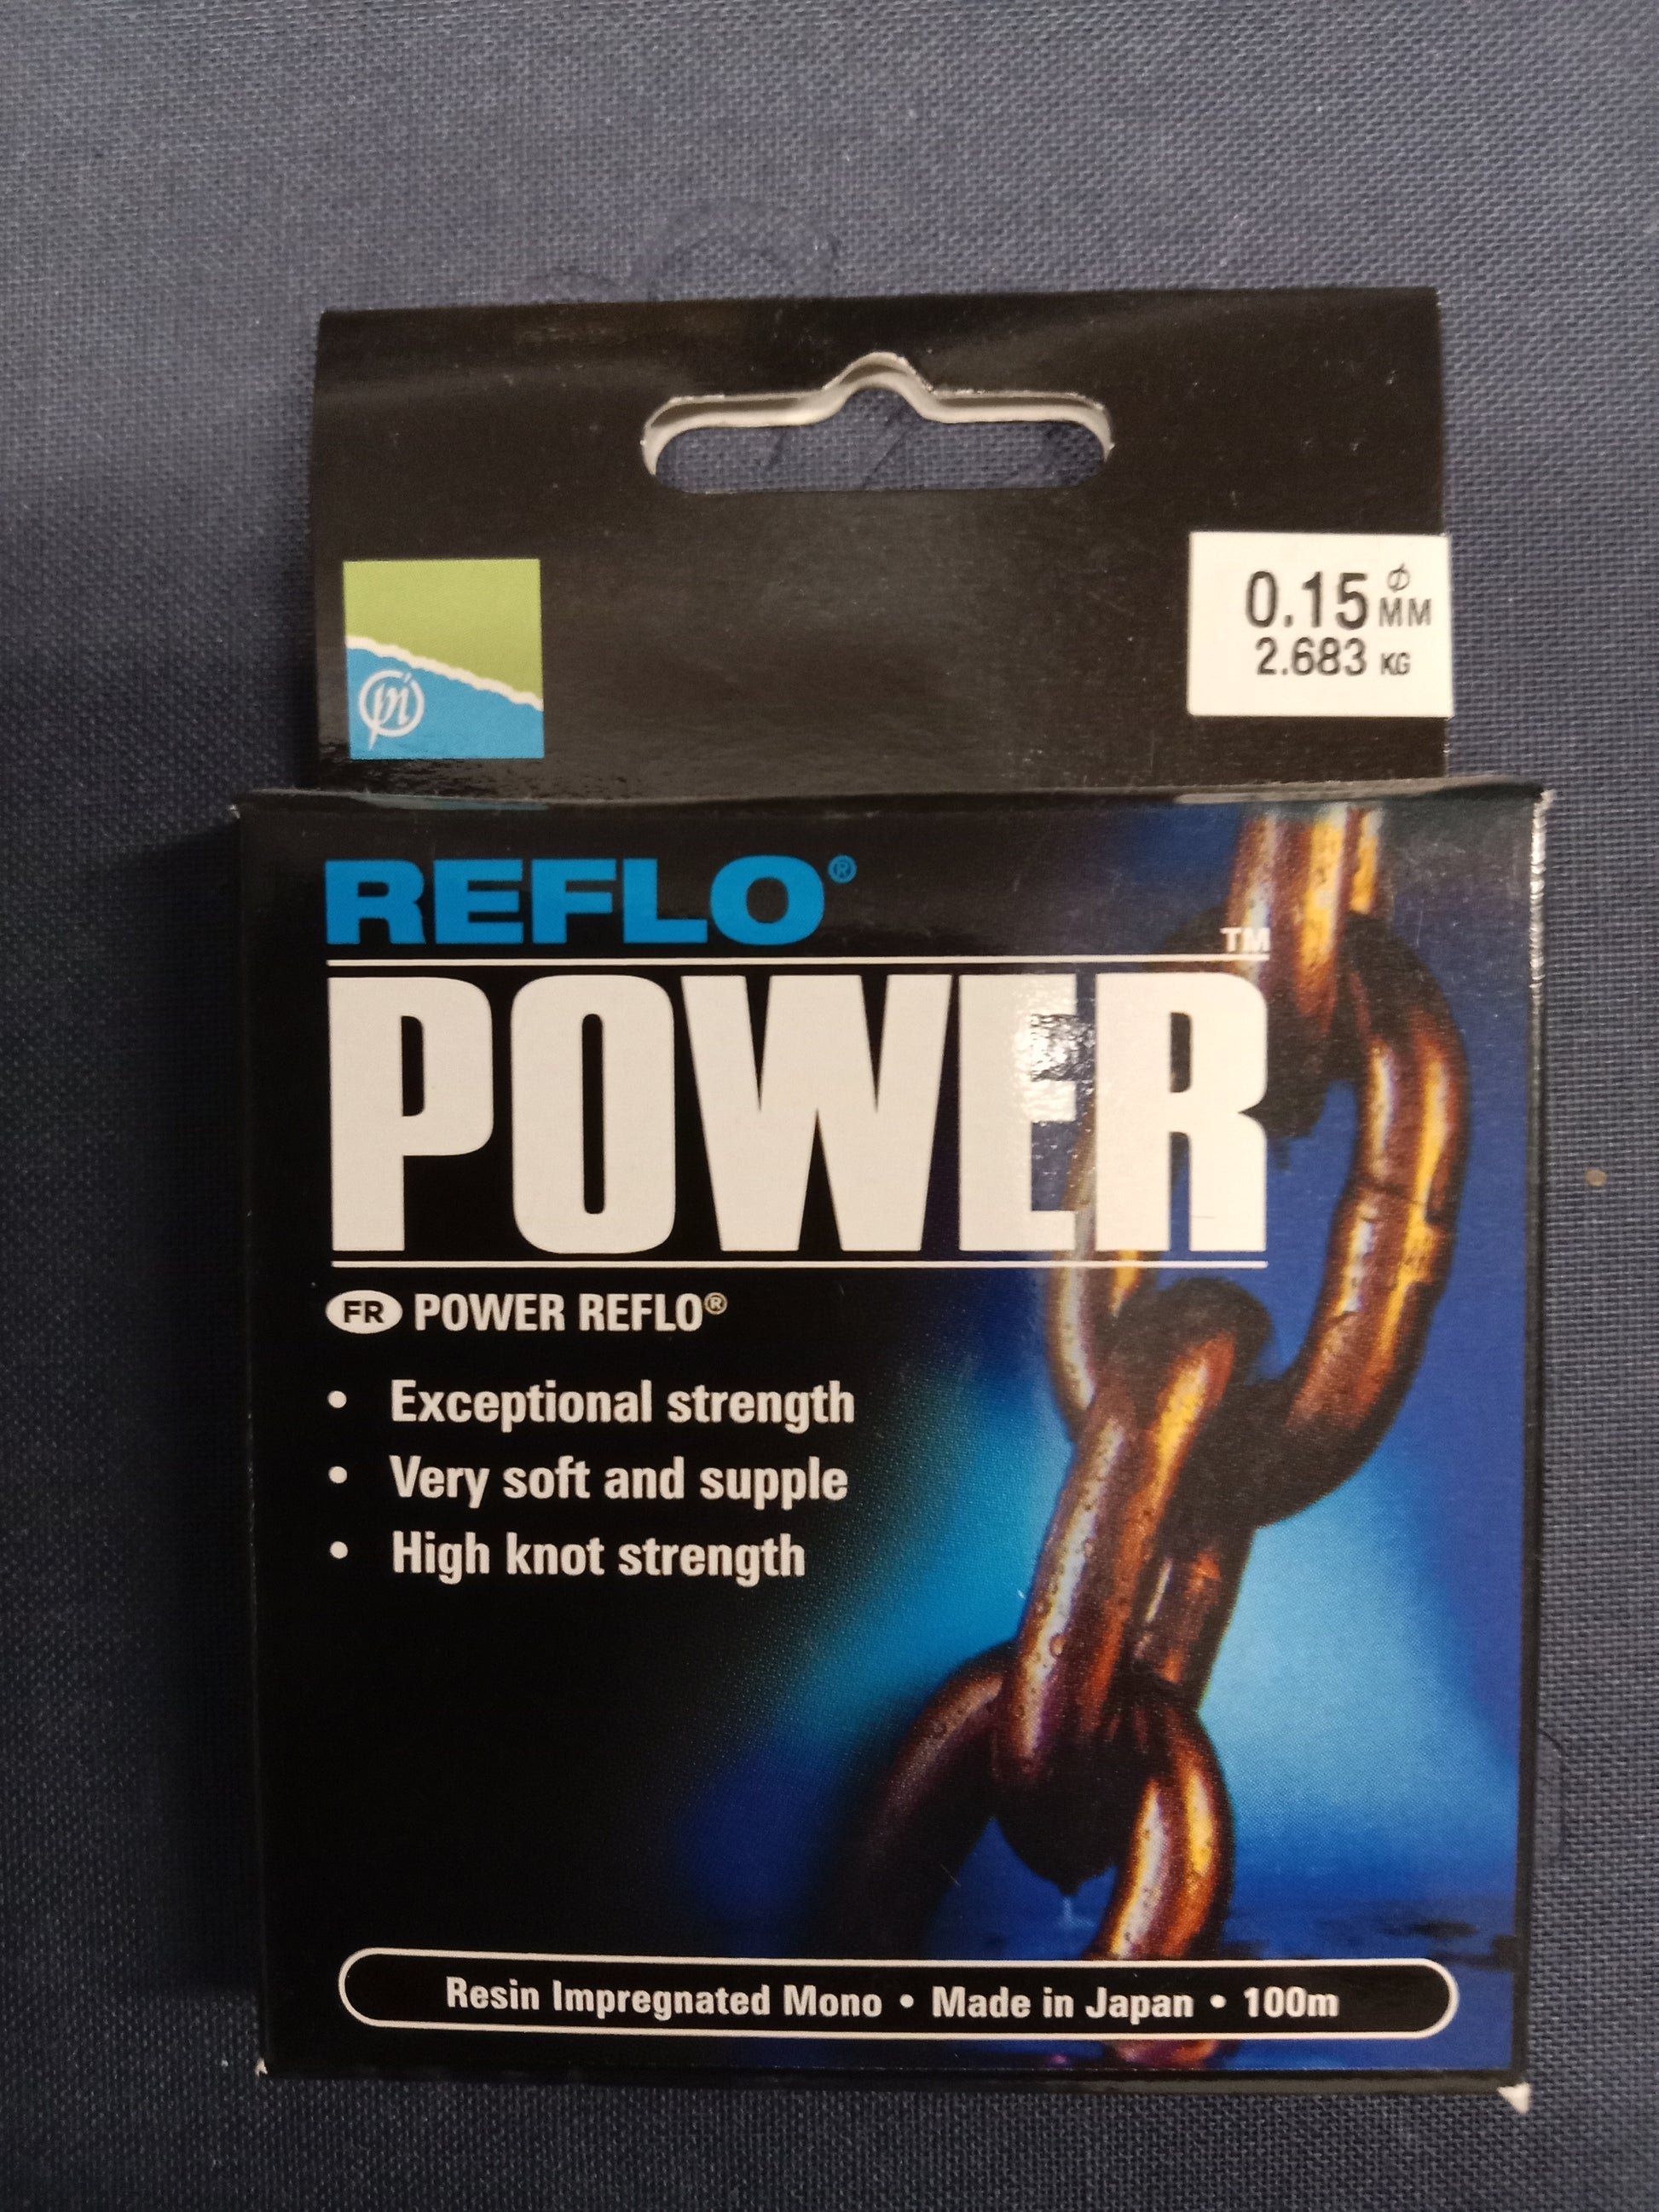 0.15 ϕ MM
2.683 KG
pi
REFLO®
POWER™
FR POWER REFLO®
• Exceptional strength
• Very soft and supple
• High knot strength
Resin Impregnated Mono • Made in Japan • 100m